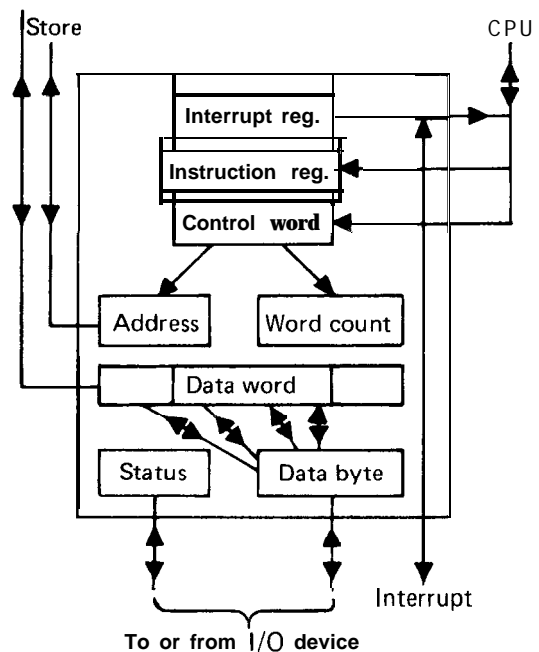 Store
CPU
Interrupt reg.
Instruction reg.
Control word
Address
Word count
Data word
Status
Data byte
Interrupt
To or from I/O device